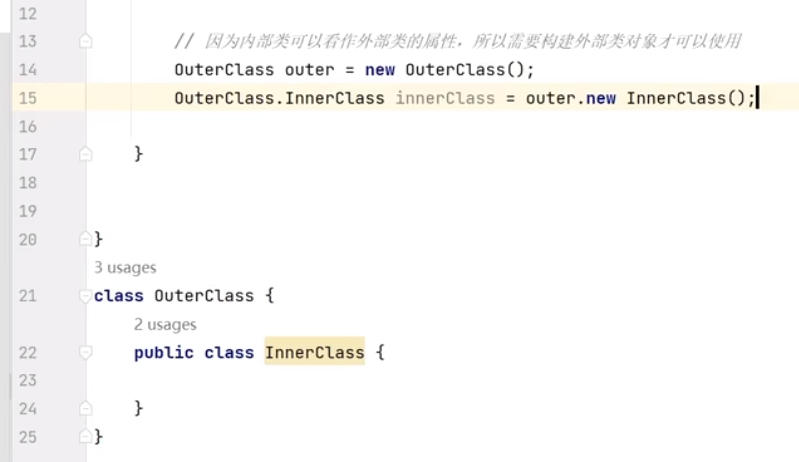 12
13 // 因为内部类可以看作外部类的属性，所以需要构建外部类对象才可以使用
14 OuterClass outer = new OuterClass();
15 OuterClass.InnerClass innerClass = outer.new InnerClass();
16
17 }
18
19
20 }
3 usages
21 class OuterClass {
2 usages
22 public class InnerClass {
23
24 }
25 }